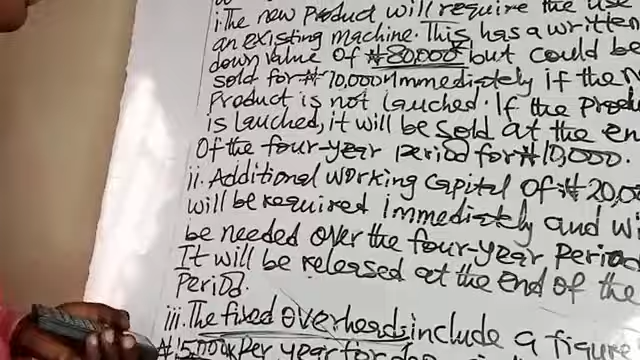 i. The new product will require the use
an existing machine. This has a written
down value of ₦80,000 but could be
sold for ₦70,000 immediately if the
Product is not lauched. If the Produ
is lauched, it will be sold at the en
Of the four-year period for ₦10,000.
ii. Additional working capital Of ₦20,00
will be required immediately and wi
be needed over the four-year Period
It will be released at the end of the
Period.
iii. The fixed overheads include a figure
₦15,000 Per year for